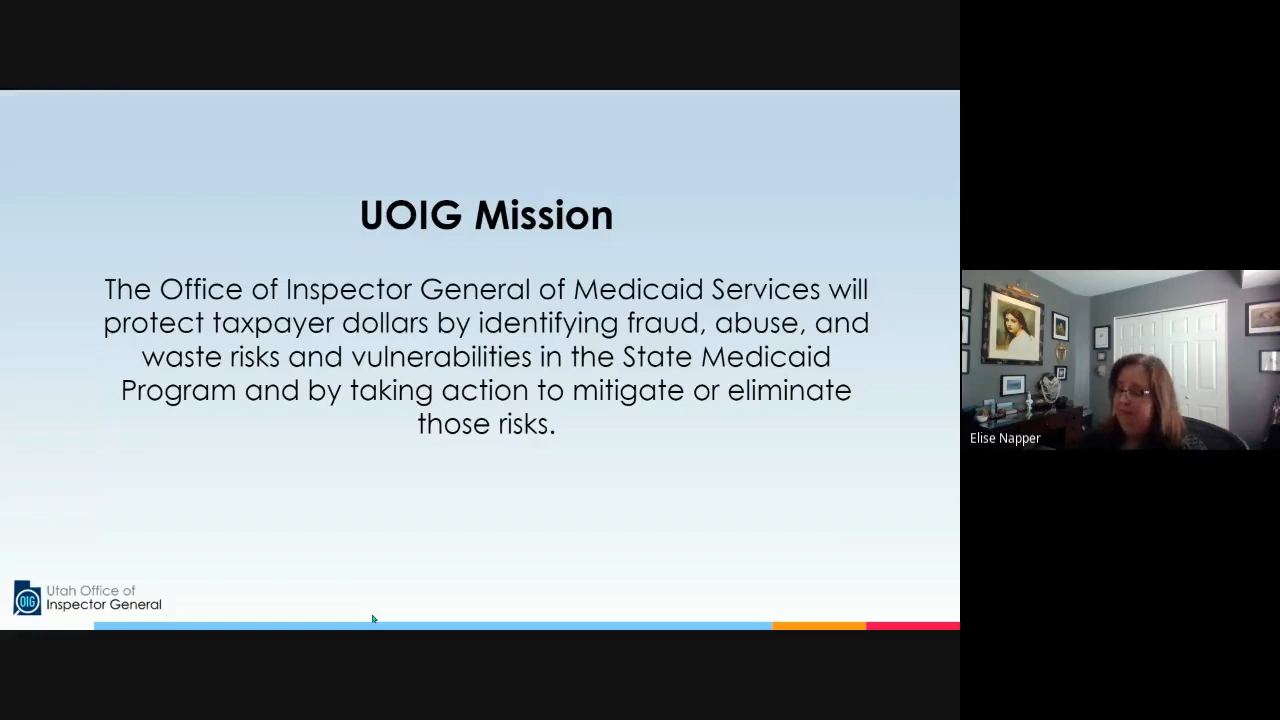 UOIG Mission
The Office of Inspector General of Medicaid Services will
protect taxpayer dollars by identifying fraud, abuse, and
waste risks and vulnerabilities in the State Medicaid
Program and by taking action to mitigate or eliminate
those risks.
Elise Napper
OIG
Utah Office of
Inspector General